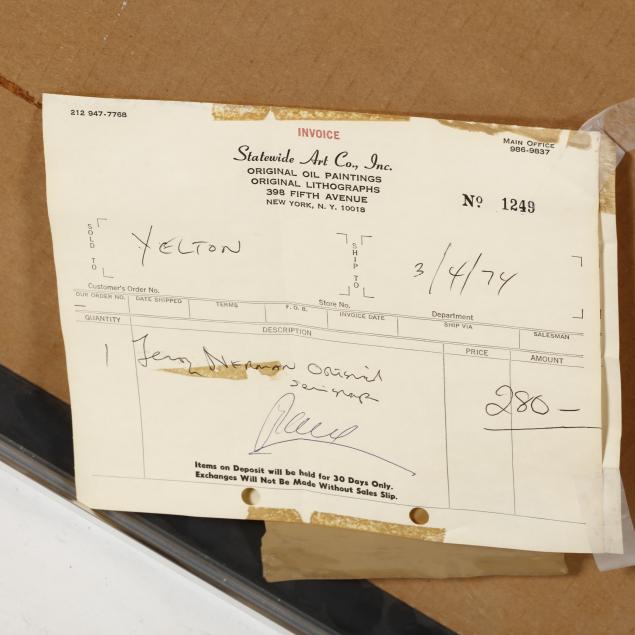 212 947-7768
INVOICE
MAIN OFFICE
986-9837
Statewide Art Co., Inc.
ORIGINAL OIL PAINTINGS
ORIGINAL LITHOGRAPHS
398 FIFTH AVENUE
NEW YORK, N. Y. 10018
No 1249
SOLD TO
YELTON
SHIP TO
3/4/74
Customer's Order No. Store No. Department
OUR ORDER NO. DATE SHIPPED TERMS F. O. B. INVOICE DATE SHIP VIA SALESMAN
QUANTITY DESCRIPTION PRICE AMOUNT
1 Leroy NEIMAN Original 280-
Serigraph
Items on Deposit will be held for 30 Days Only.
Exchanges Will Not Be Made Without Sales Slip.